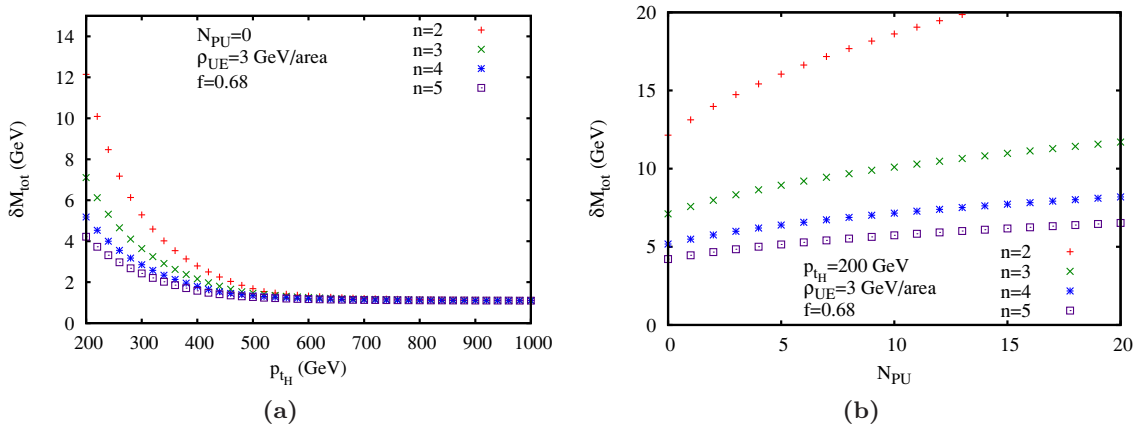 14
12
10
8
6
4
2
0
δM_tot (GeV)
N_PU=0
ρ_UE=3 GeV/area
f=0.68
n=2
n=3
n=4
n=5
200 300 400 500 600 700 800 900 1000
p_t_H (GeV)
(a)
20
15
10
5
0
δM_tot (GeV)
p_t_H=200 GeV
ρ_UE=3 GeV/area
f=0.68
n=2
n=3
n=4
n=5
0 5 10 15 20
N_PU
(b)